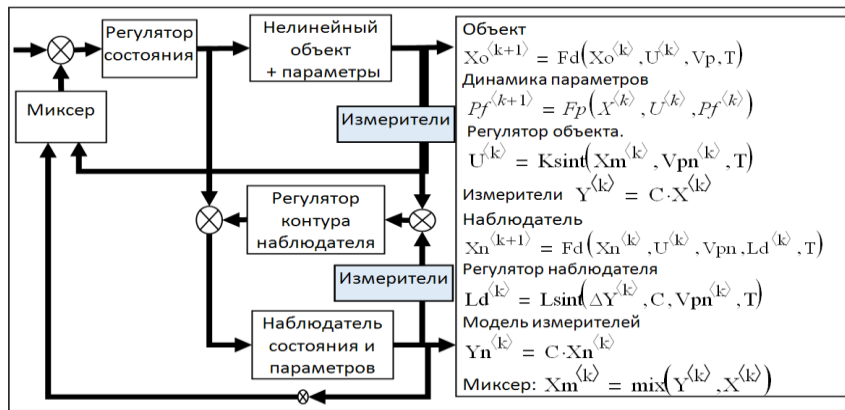 Регулятор
состояния
Нелинейный
объект
+ параметры
Миксер
Измерители
Регулятор
контура
наблюдателя
Измерители
Наблюдатель
состояния и
параметров
Объект
Xo^{⟨k+1⟩} = Fd(Xo^{⟨k⟩}, U^{⟨k⟩}, Vp, T)
Динамика параметров
Pf^{⟨k+1⟩} = Fp(X^{⟨k⟩}, U^{⟨k⟩}, Pf^{⟨k⟩})
Регулятор объекта.
U^{⟨k⟩} = Ksint(Xm^{⟨k⟩}, Vpn^{⟨k⟩}, T)
Измерители Y^{⟨k⟩} = C·X^{⟨k⟩}
Наблюдатель
Xn^{⟨k+1⟩} = Fd(Xn^{⟨k⟩}, U^{⟨k⟩}, Vpn, Ld^{⟨k⟩}, T)
Регулятор наблюдателя
Ld^{⟨k⟩} = Lsint(ΔY^{⟨k⟩}, C, Vpn^{⟨k⟩}, T)
Модель измерителей
Yn^{⟨k⟩} = C·Xn^{⟨k⟩}
Миксер: Xm^{⟨k⟩} = mix(Y^{⟨k⟩}, X^{⟨k⟩})